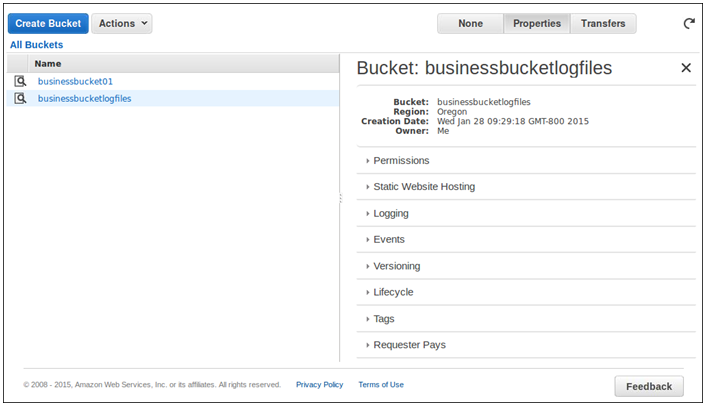 Create Bucket Actions None Properties Transfers
All Buckets
Name
businessbucket01
businessbucketlogfiles
Bucket: businessbucketlogfiles
Bucket: businessbucketlogfiles
Region: Oregon
Creation Date: Wed Jan 28 09:29:18 GMT-800 2015
Owner: Me
Permissions
Static Website Hosting
Logging
Events
Versioning
Lifecycle
Tags
Requester Pays
© 2008 - 2015, Amazon Web Services, Inc. or its affiliates. All rights reserved. Privacy Policy Terms of Use Feedback